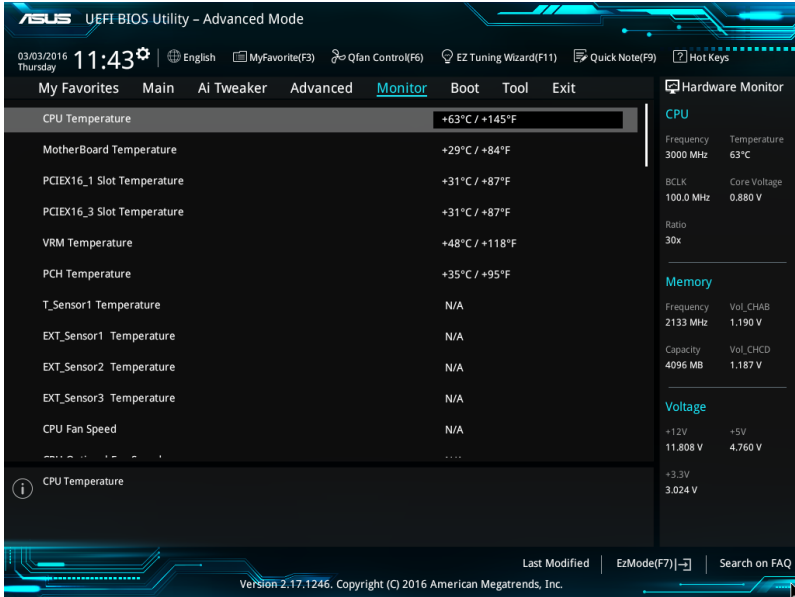 ASUS UEFI BIOS Utility – Advanced Mode
03/03/2016 Thursday 11:43 English MyFavorite(F3) Qfan Control(F6) EZ Tuning Wizard(F11) Quick Note(F9) ? Hot Keys
My Favorites Main Ai Tweaker Advanced Monitor Boot Tool Exit
CPU Temperature +63°C / +145°F
MotherBoard Temperature +29°C / +84°F
PCIEX16_1 Slot Temperature +31°C / +87°F
PCIEX16_3 Slot Temperature +31°C / +87°F
VRM Temperature +48°C / +118°F
PCH Temperature +35°C / +95°F
T_Sensor1 Temperature N/A
EXT_Sensor1 Temperature N/A
EXT_Sensor2 Temperature N/A
EXT_Sensor3 Temperature N/A
CPU Fan Speed N/A
CPU Temperature
Hardware Monitor
CPU
Frequency Temperature
3000 MHz 63°C
BCLK Core Voltage
100.0 MHz 0.880 V
Ratio
30x
Memory
Frequency Vol_CHAB
2133 MHz 1.190 V
Capacity Vol_CHCD
4096 MB 1.187 V
Voltage
+12V +5V
11.808 V 4.760 V
+3.3V
3.024 V
Last Modified EzMode(F7) Search on FAQ
Version 2.17.1246. Copyright (C) 2016 American Megatrends, Inc.